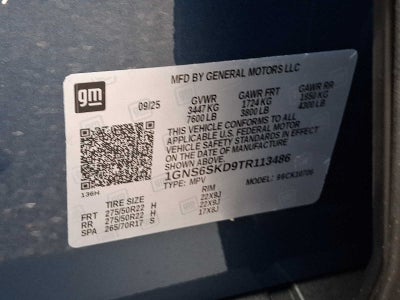 MFD BY GENERAL MOTORS LLC
gm
09/25 GVWR GAWR FRT GAWR RR
3447 KG 1724 KG 1950 KG
7600 LB 3800 LB 4300 LB
THIS VEHICLE CONFORMS TO ALL
APPLICABLE U.S. FEDERAL MOTOR
VEHICLE SAFETY STANDARDS
IN EFFECT ON THE DATE OF MANUFACTURE
SHOWN ABOVE.
1GNS6SKD9TR113486
TYPE: MPV MODEL: S6CK10706
136H
TIRE SIZE RIM
FRT 275/50R22 H 22X9J
RR 275/50R22 H 22X9J
SPA 265/70R17 S 17X8J